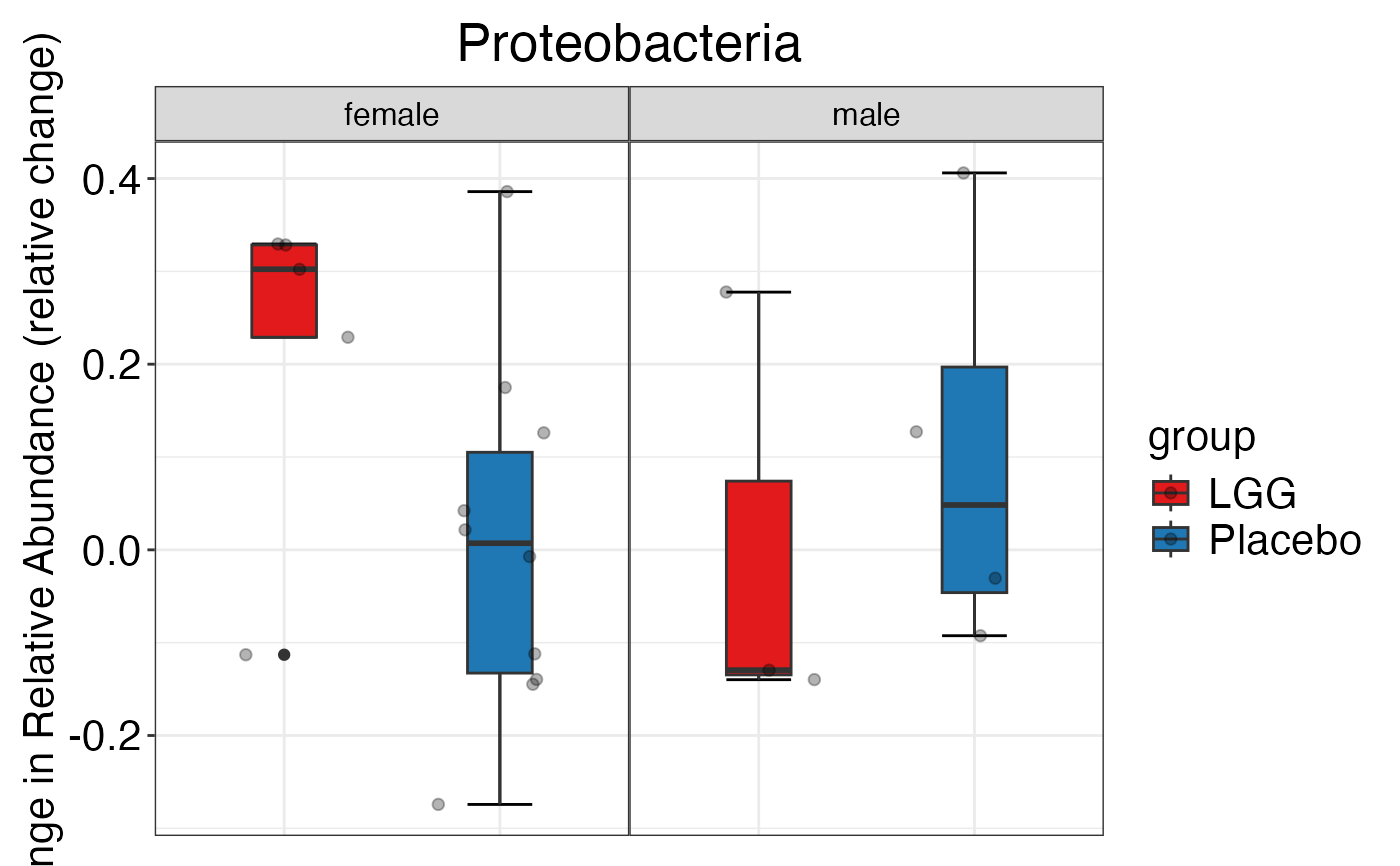 Proteobacteria
female
male
nge in Relative Abundance (relative change)
0.4
0.2
0.0
-0.2
group
LGG
Placebo